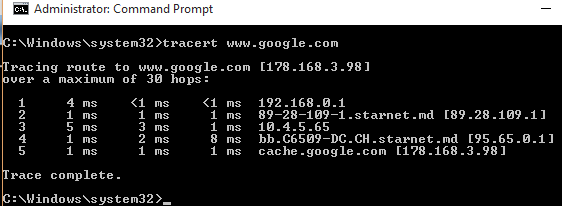 Administrator: Command Prompt
C:\Windows\system32>tracert www.google.com
Tracing route to www.google.com [178.168.3.98]
over a maximum of 30 hops:
1 4 ms <1 ms <1 ms 192.168.0.1
2 1 ms 1 ms 1 ms 89-28-109-1.starnet.md [89.28.109.1]
3 5 ms 3 ms 1 ms 10.4.5.65
4 1 ms 2 ms 8 ms bb.C6509-DC.CH.starnet.md [95.65.0.1]
5 1 ms 1 ms 1 ms cache.google.com [178.168.3.98]
Trace complete.
C:\Windows\system32>_